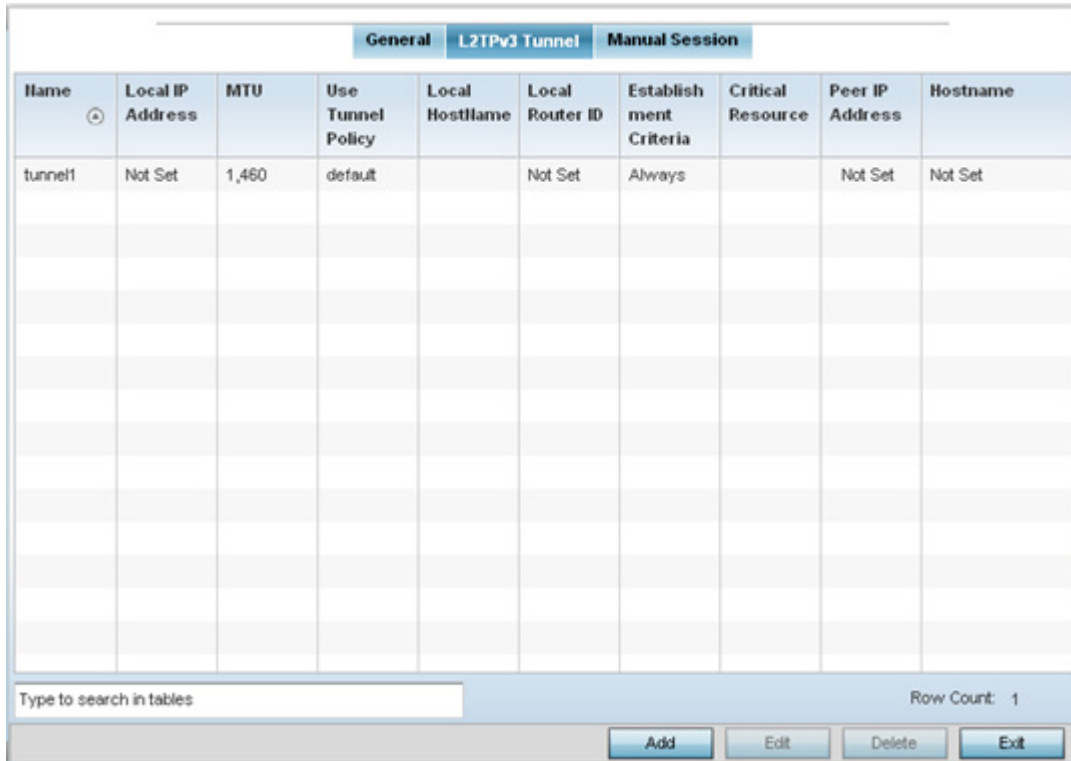 General L2TPv3 Tunnel Manual Session
Name Local IP Address MTU Use Tunnel Policy Local HostName Local Router ID Establish ment Criteria Critical Resource Peer IP Address Hostname
tunnel1 Not Set 1,460 default Not Set Always Not Set Not Set
Type to search in tables Row Count: 1
Add Edit Delete Exit